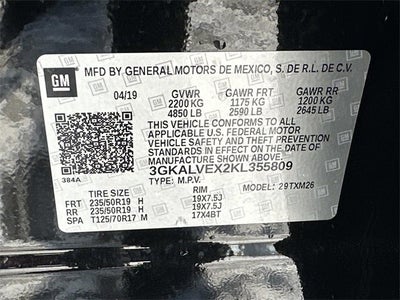 GM
MFD BY GENERAL MOTORS DE MEXICO, S. DE R.L. DE C.V.
04/19 GVWR GAWR FRT GAWR RR
2200 KG 1175 KG 1200 KG
4850 LB 2590 LB 2645 LB
THIS VEHICLE CONFORMS TO ALL
APPLICABLE U.S. FEDERAL MOTOR
VEHICLE SAFETY AND THEFT PREVENTION
STANDARDS IN EFFECT ON THE DATE OF
MANUFACTURE SHOWN ABOVE.
384A 3GKALVEX2KL355809
TYPE: M.P.V. MODEL: 29TXM26
TIRE SIZE RIM
FRT 235/50R19 H 19X7.5J
RR 235/50R19 H 19X7.5J
SPA T125/70R17 M 17X4BT